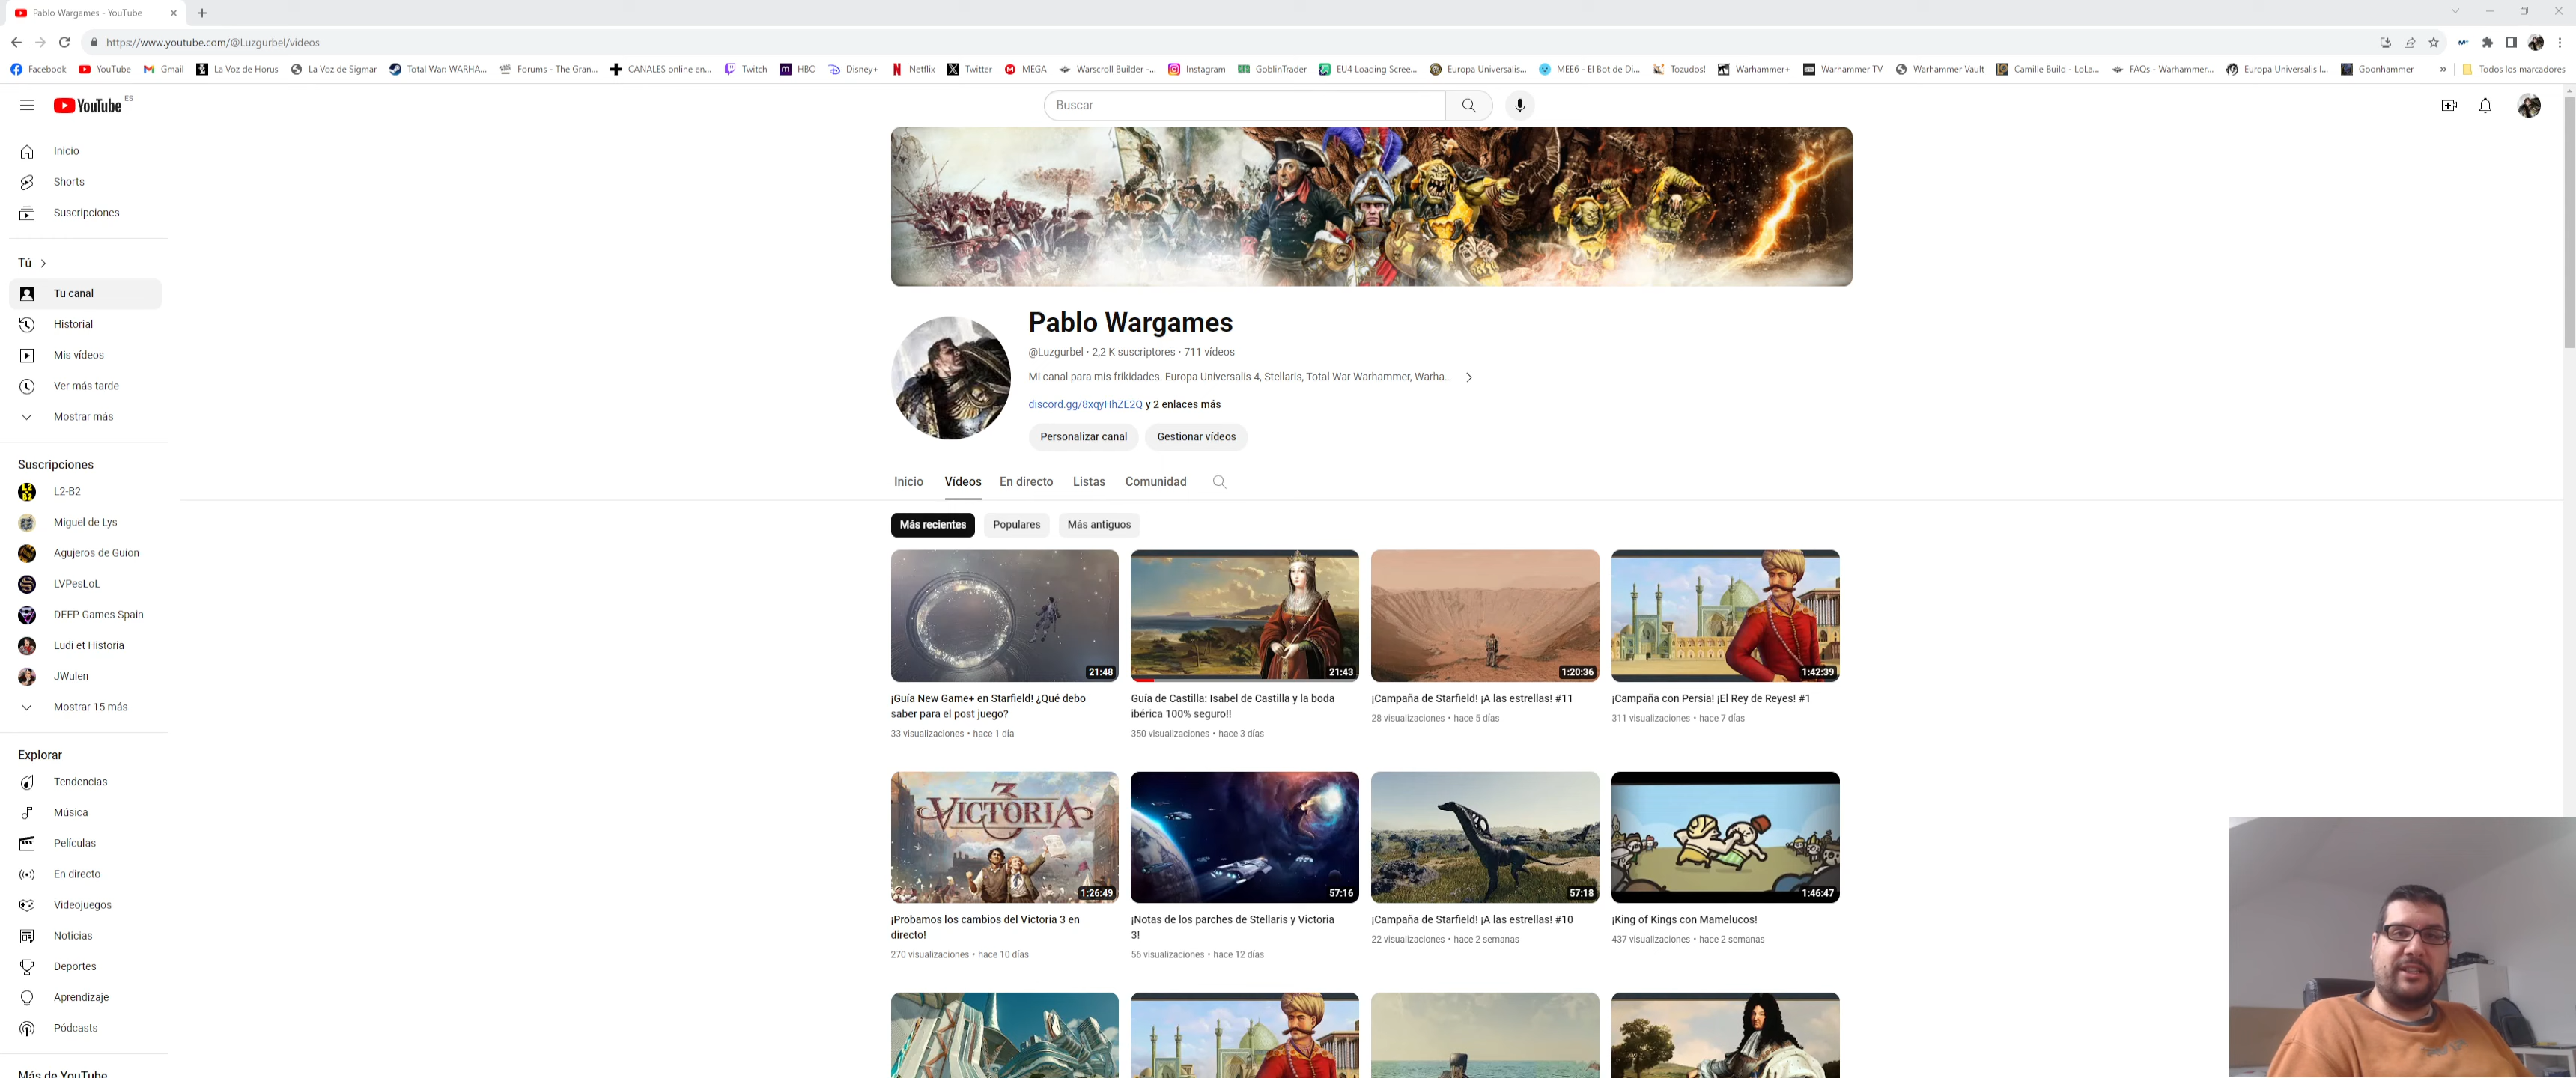 Pablo Wargames - YouTube
https://www.youtube.com/@Luzgurbel/videos
Facebook YouTube Gmail La Voz de Horus La Voz de Sigmar Total War: WARHA... Forums - The Gran... CANALES online en... Twitch HBO Disney+ Netflix Twitter MEGA Warscroll Builder -... Instagram GoblinTrader EU4 Loading Scree... Europa Universalis... MEE6 - El Bot de Di... Tozudos! Warhammer+ Warhammer TV Warhammer Vault Camille Build - LoLa... FAQs - Warhammer... Europa Universalis I... Goonhammer » Todos los marcadores
YouTube ES
Buscar
Inicio
Shorts
Suscripciones
Tú
Tu canal
Historial
Mis vídeos
Ver más tarde
Mostrar más
Suscripciones
L2-B2
Miguel de Lys
Agujeros de Guion
LVPesLoL
DEEP Games Spain
Ludi et Historia
JWulen
Mostrar 15 más
Explorar
Tendencias
Música
Películas
En directo
Videojuegos
Noticias
Deportes
Aprendizaje
Pódcasts
Más de YouTube
Pablo Wargames
@Luzgurbel · 2,2 K suscriptores · 711 vídeos
Mi canal para mis frikidades. Europa Universalis 4, Stellaris, Total War Warhammer, Warha...
discord.gg/8xqyHhZE2Q y 2 enlaces más
Personalizar canal Gestionar vídeos
Inicio Vídeos En directo Listas Comunidad
Más recientes Populares Más antiguos
21:48
21:43
1:20:36
1:42:39
¡Guía New Game+ en Starfield! ¿Qué debo
saber para el post juego?
33 visualizaciones • hace 1 día
Guía de Castilla: Isabel de Castilla y la boda
ibérica 100% seguro!!
350 visualizaciones • hace 3 días
¡Campaña de Starfield! ¡A las estrellas! #11
28 visualizaciones • hace 5 días
¡Campaña con Persia! ¡El Rey de Reyes! #1
311 visualizaciones • hace 7 días
VICTORIA
3
1:26:49
57:16
57:18
1:46:47
¡Probamos los cambios del Victoria 3 en
directo!
270 visualizaciones • hace 10 días
¡Notas de los parches de Stellaris y Victoria
3!
56 visualizaciones • hace 12 días
¡Campaña de Starfield! ¡A las estrellas! #10
22 visualizaciones • hace 2 semanas
¡King of Kings con Mamelucos!
437 visualizaciones • hace 2 semanas